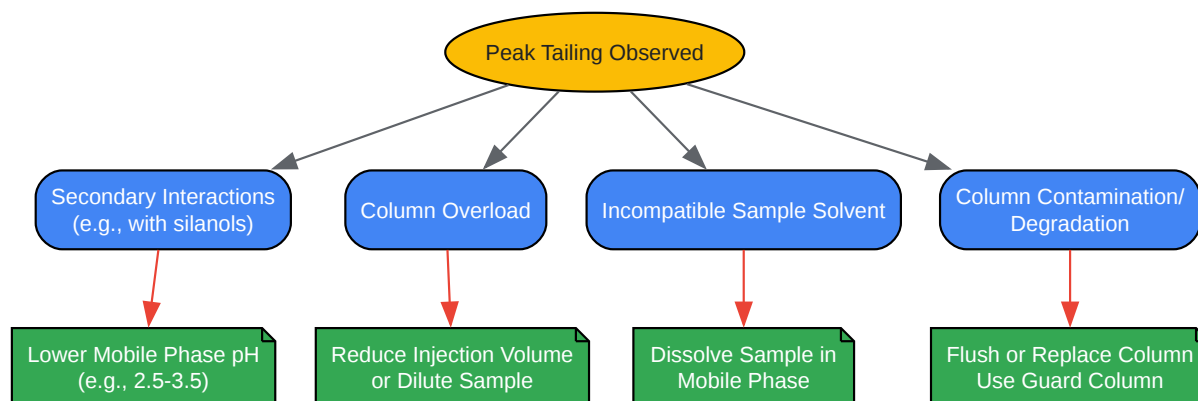 Peak Tailing Observed
Secondary Interactions
(e.g., with silanols)
Column Overload
Incompatible Sample Solvent
Column Contamination/
Degradation
Lower Mobile Phase pH
(e.g., 2.5-3.5)
Reduce Injection Volume
or Dilute Sample
Dissolve Sample in
Mobile Phase
Flush or Replace Column
Use Guard Column